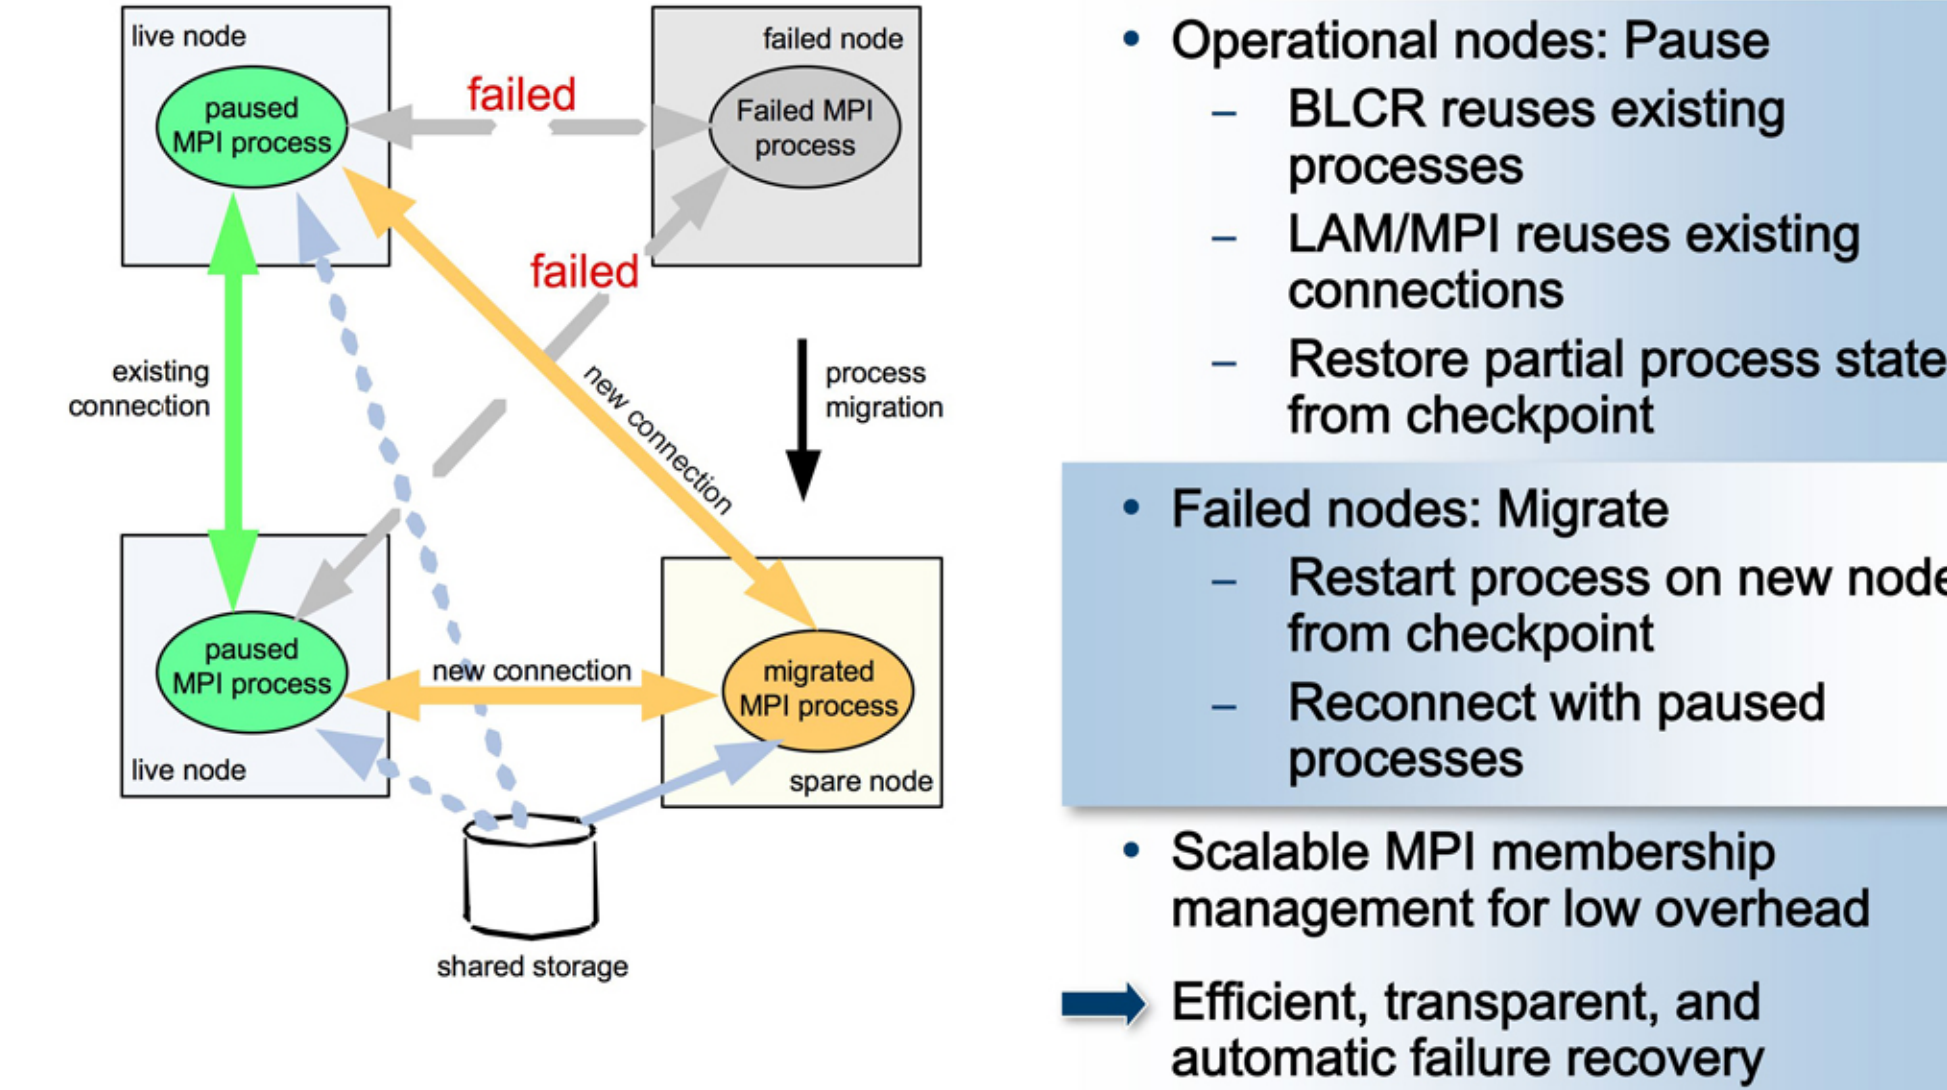 live node
paused
MPI process
failed
failed node
Failed MPI
process
failed
existing
connection
new connection
process
migration
paused
MPI process
live node
new connection
migrated
MPI process
spare node
shared storage
• Operational nodes: Pause
– BLCR reuses existing
processes
– LAM/MPI reuses existing
connections
– Restore partial process state
from checkpoint
• Failed nodes: Migrate
– Restart process on new node
from checkpoint
– Reconnect with paused
processes
• Scalable MPI membership
management for low overhead
Efficient, transparent, and
automatic failure recovery